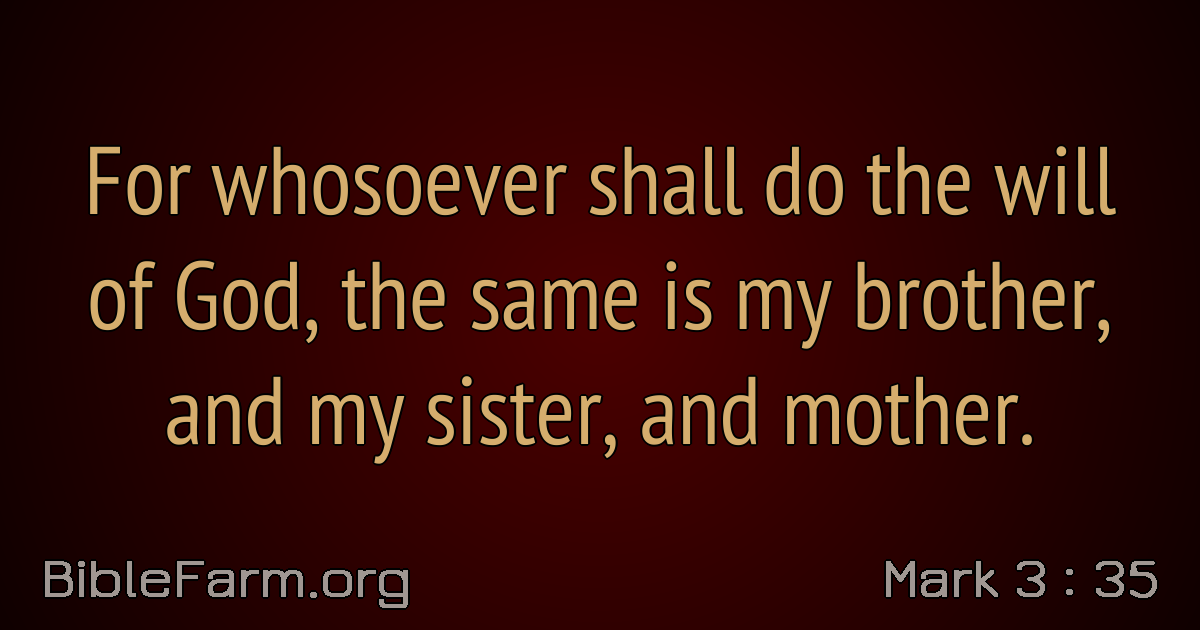 For whosoever shall do the will
of God, the same is my brother,
and my sister, and mother.
BibleFarm.org
Mark 3 : 35